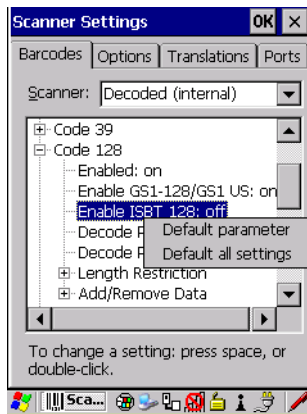 Scanner Settings OK ×
Barcodes Options Translations Ports
Scanner: Decoded (internal)
Code 39
Code 128
Enabled: on
Enable GS1-128/GS1 US: on
Enable ISBT 128: off
Decode
Default parameter
Decode
Default all settings
Length Restriction
Add/Remove Data
To change a setting: press space, or
double-click.
Sca...